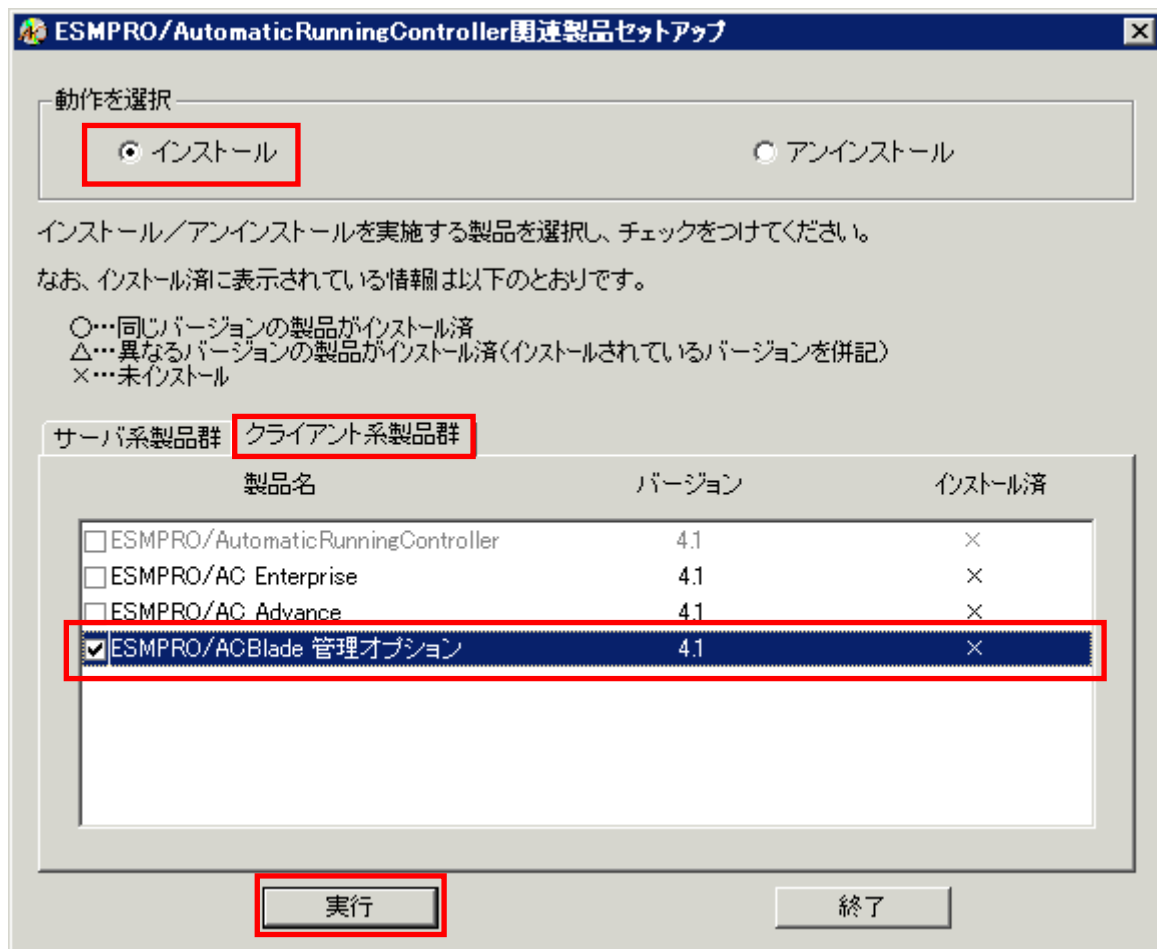 ESMPRO/AutomaticRunningController関連製品セットアップ
動作を選択
インストール アンインストール
インストール／アンインストールを実施する製品を選択し、チェックをつけてください。
なお、インストール済に表示されている情報は以下のとおりです。
○…同じバージョンの製品がインストール済
△…異なるバージョンの製品がインストール済(インストールされているバージョンを併記)
×…未インストール
サーバ系製品群 クライアント系製品群
製品名 バージョン インストール済
ESMPRO/AutomaticRunningController 4.1 ×
ESMPRO/AC Enterprise 4.1 ×
ESMPRO/AC Advance 4.1 ×
ESMPRO/ACBlade 管理オプション 4.1 ×
実行 終了